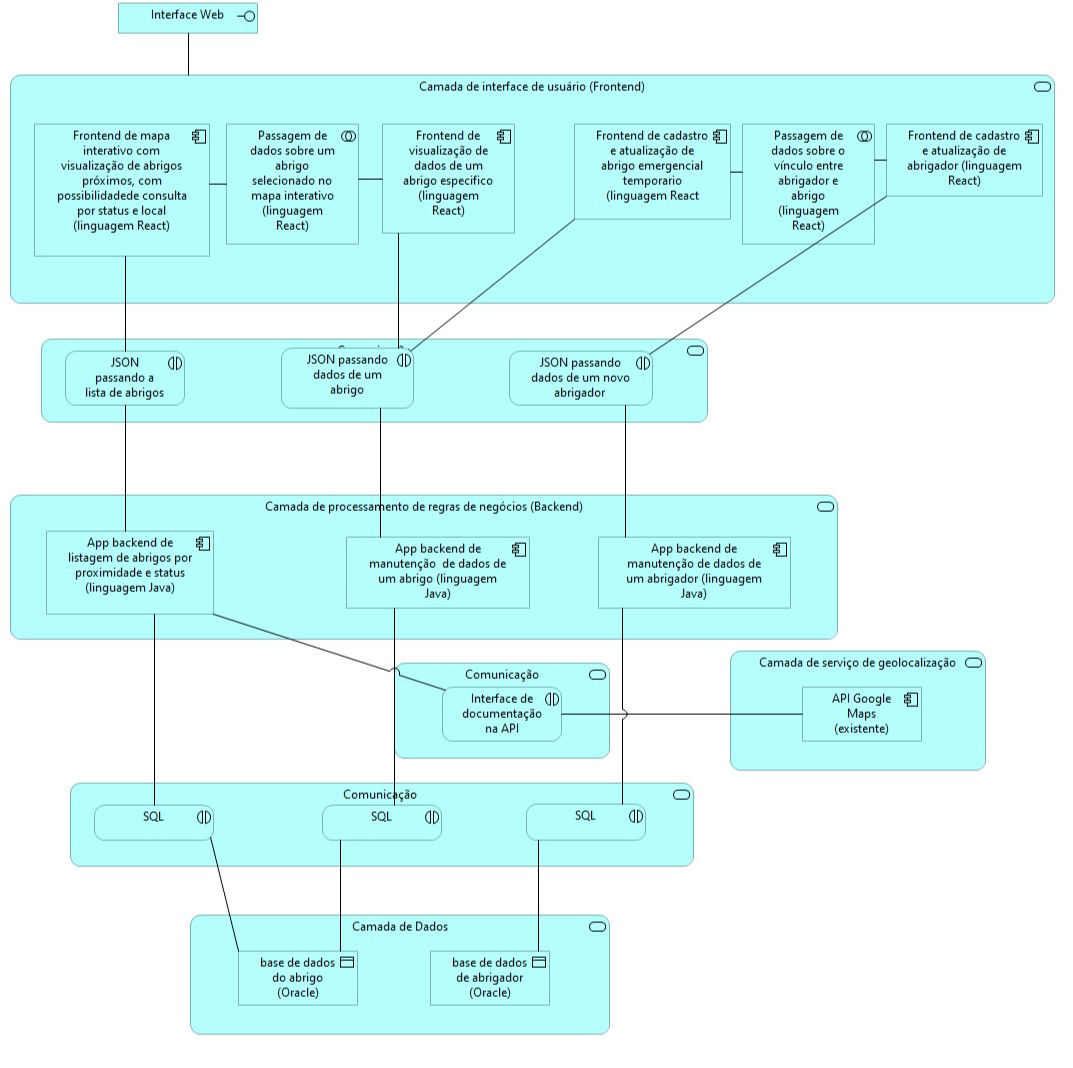 Interface Web
Camada de interface de usuário (Frontend)
Frontend de mapa
interativo com
visualização de abrigos
próximos, com
possibilidadede consulta
por status e local
(linguagem React)
Passagem de
dados sobre um
abrigo
selecionado no
mapa interativo
(linguagem
React)
Frontend de
visualização de
dados de um
abrigo especifico
(linguagem
React)
Frontend de cadastro
e atualização de
abrigo emergencial
temporario
(linguagem React
Passagem de
dados sobre o
vínculo entre
abrigador e
abrigo
(linguagem
React)
Frontend de cadastro
e atualização de
abrigador (linguagem
React)
JSON
passando a
lista de abrigos
JSON passando
dados de um
abrigo
JSON passando
dados de um novo
abrigador
Camada de processamento de regras de negócios (Backend)
App backend de
listagem de abrigos por
proximidade e status
(linguagem Java)
App backend de
manutenção de dados de
um abrigo (linguagem
Java)
App backend de
manutenção de dados de
um abrigador (linguagem
Java)
Comunicação
Interface de
documentação
na API
Camada de serviço de geolocalização
API Google
Maps
(existente)
Comunicação
SQL
SQL
SQL
Camada de Dados
base de dados
do abrigo
(Oracle)
base de dados
de abrigador
(Oracle)